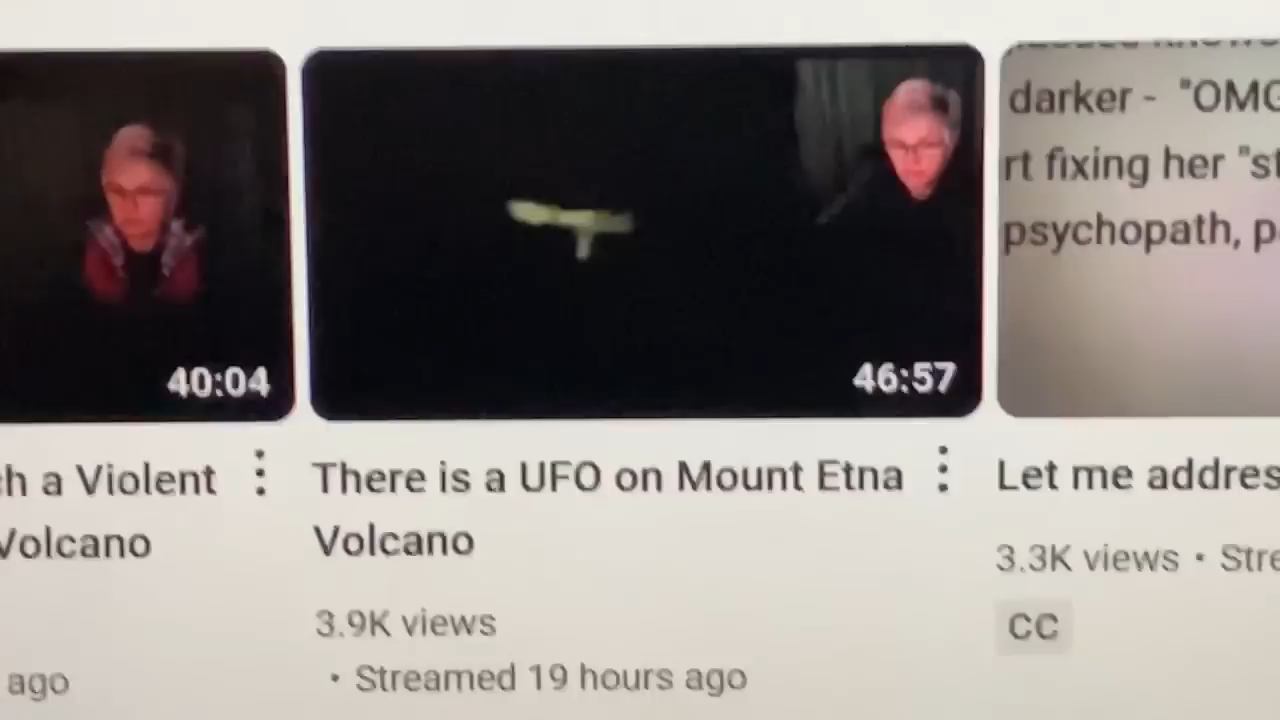 darker - "OMG
rt fixing her "st
psychopath, p
40:04
46:57
h a Violent
Volcano
ago
There is a UFO on Mount Etna
Volcano
3.9K views
• Streamed 19 hours ago
Let me addres
3.3K views • Stre
CC